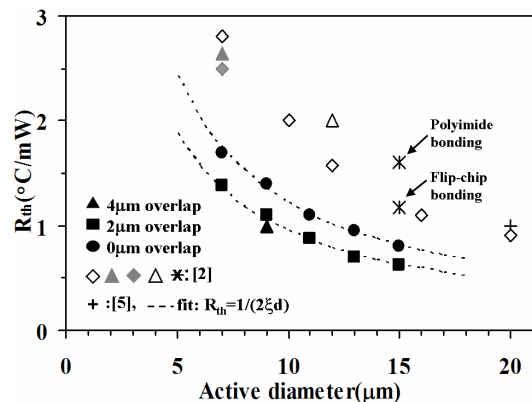 3
2
1
0
0
5
10
15
20
Rth(°C/mW)
Active diameter(μm)
Polyimide
bonding
Flip-chip
bonding
4μm overlap
2μm overlap
0μm overlap
:[2]
+ :[5], ---- fit: Rth=1/(2ξd)